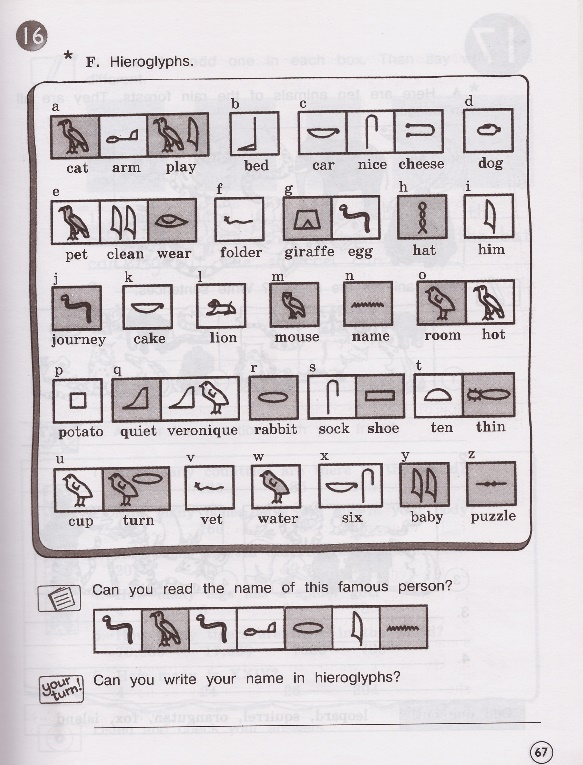 16
* F. Hieroglyphs.
a b c d
cat arm play bed car nice cheese dog
e f g h i
pet clean wear folder giraffe egg hat him
j k l m n o
journey cake lion mouse name room hot
p q r s t
potato quiet veronique rabbit sock shoe ten thin
u v w x y z
cup turn vet water six baby puzzle
Can you read the name of this famous person?
your turn! Can you write your name in hieroglyphs?
67